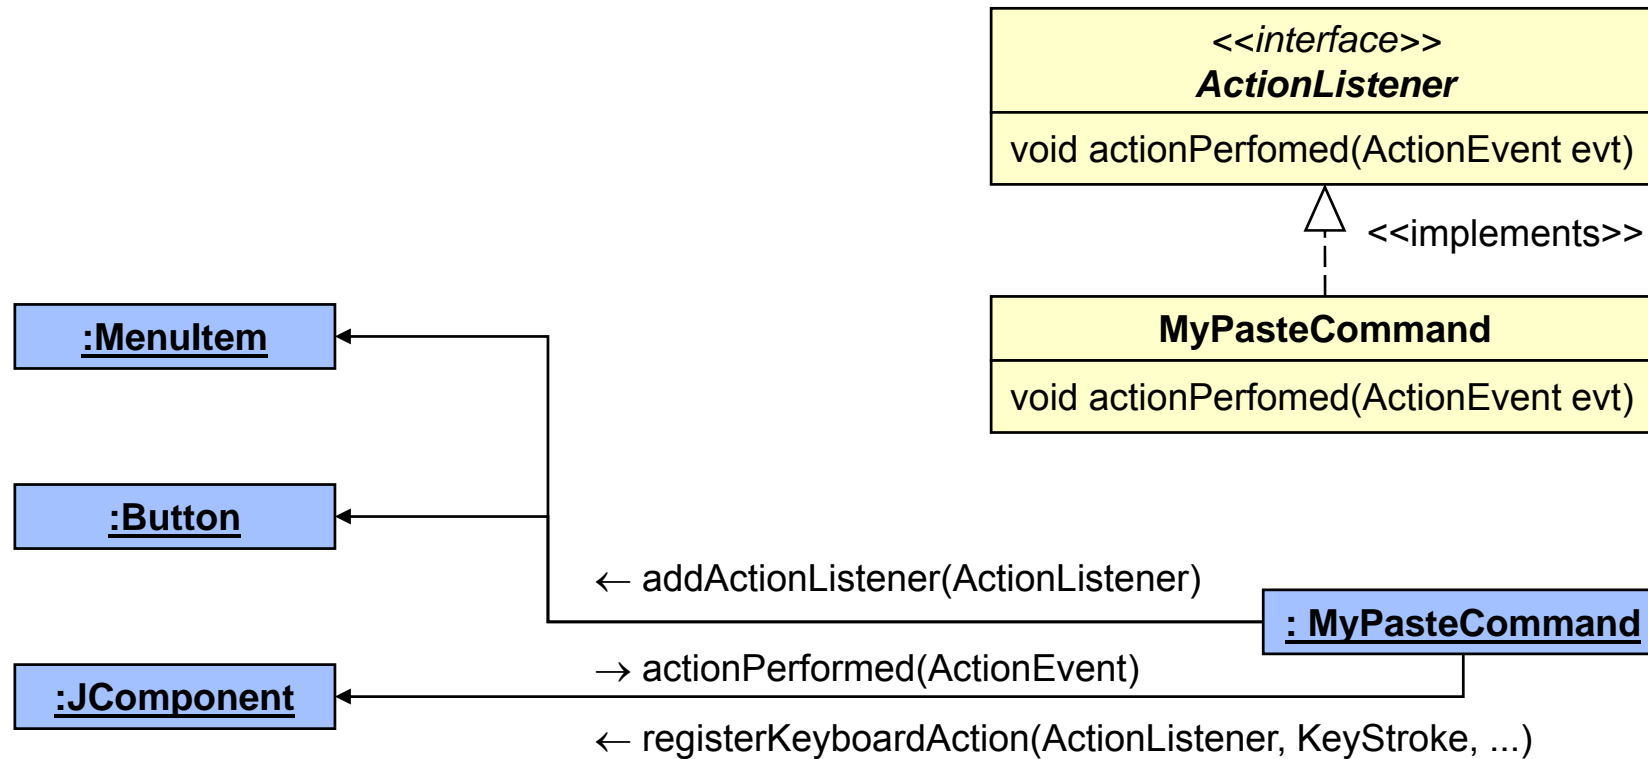 <<interface>>
ActionListener
void actionPerfomed(ActionEvent evt)
<<implements>>
MyPasteCommand
void actionPerfomed(ActionEvent evt)
:MenuItem
:Button
← addActionListener(ActionListener)
: MyPasteCommand
→ actionPerformed(ActionEvent)
:JComponent
← registerKeyboardAction(ActionListener, KeyStroke, ...)